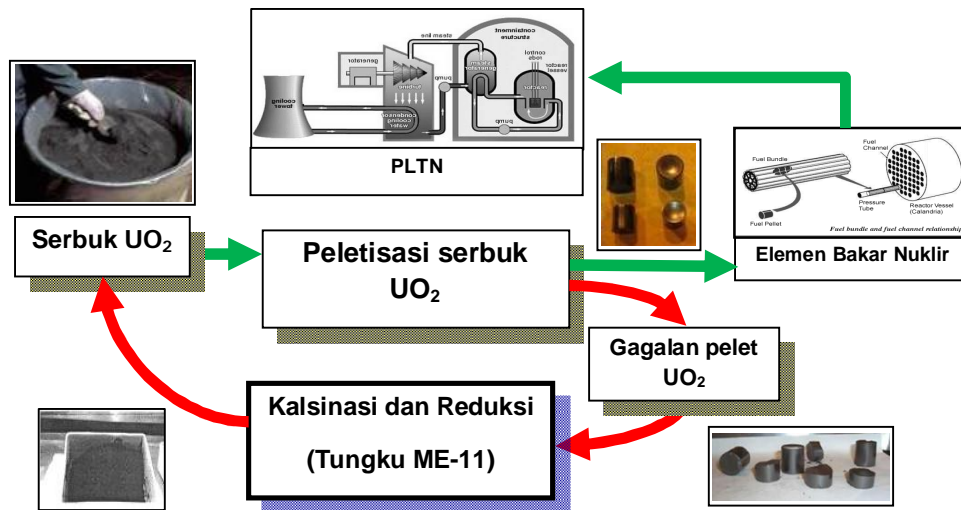 containment
structure
steam line
control
rods
reactor
vessel
steam
generator
reactor
pump
pump
generator
turbine
condensor
cooling
water
cooling
tower
PLTN
Fuel
Channel
Fuel Bundle
Pressure
Tube
Fuel Pellet
Reactor Vessel
(Calandria)
Fuel bundle and fuel channel relationship
Elemen Bakar Nuklir
Serbuk UO₂
Peletisasi serbuk
UO₂
Gagalan pelet
UO₂
Kalsinasi dan Reduksi
(Tungku ME-11)